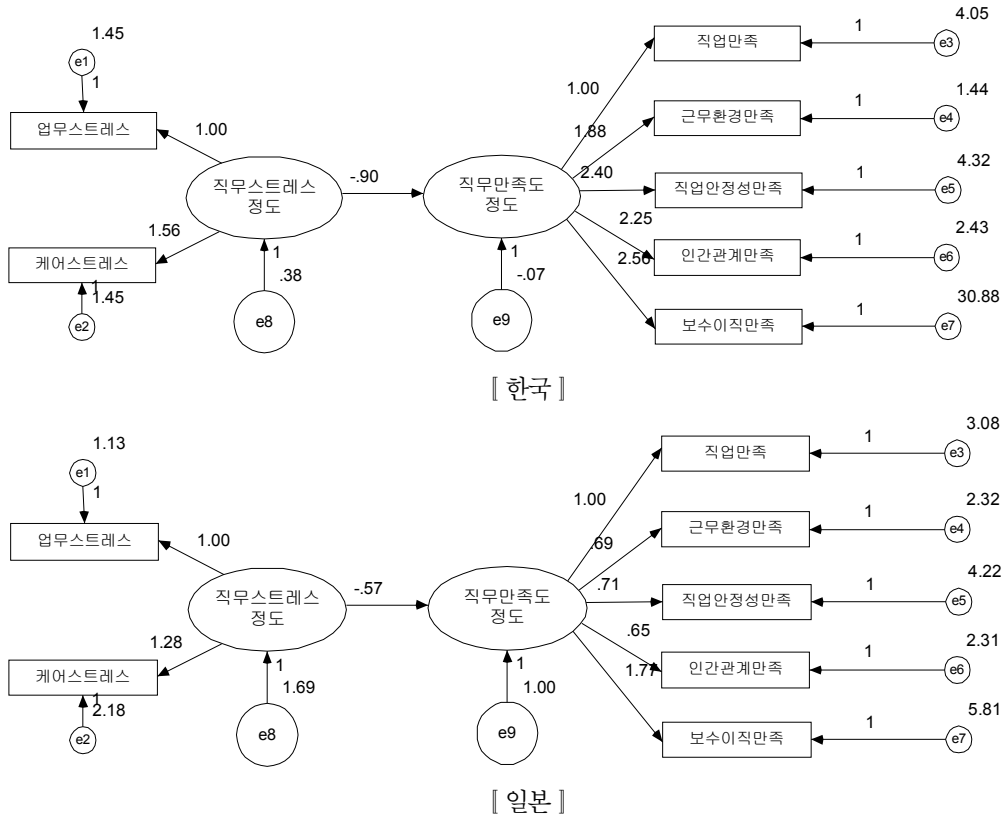 1.45
4.05
e1
1
직업만족
1
e3
1.00
1.44
업무스트레스
1.00
1.88
근무환경만족
1
e4
4.32
직무스트레스
정도
-.90
직무만족도
정도
2.40
직업안정성만족
1
e5
1.56
2.25
2.43
케어스트레스
1
1
인간관계만족
1
e6
1
1.45
.38
-.07
2.56
30.88
e2
e8
e9
보수이직만족
1
e7
[ 한국 ]
1.13
3.08
e1
1
직업만족
1
e3
1.00
2.32
업무스트레스
1.00
.69
근무환경만족
1
e4
4.22
직무스트레스
정도
-.57
직무만족도
정도
.71
직업안정성만족
1
e5
1.28
.65
2.31
케어스트레스
1
1
인간관계만족
1
e6
1
2.18
1.69
1.00
1.77
5.81
e2
e8
e9
보수이직만족
1
e7
[ 일본 ]